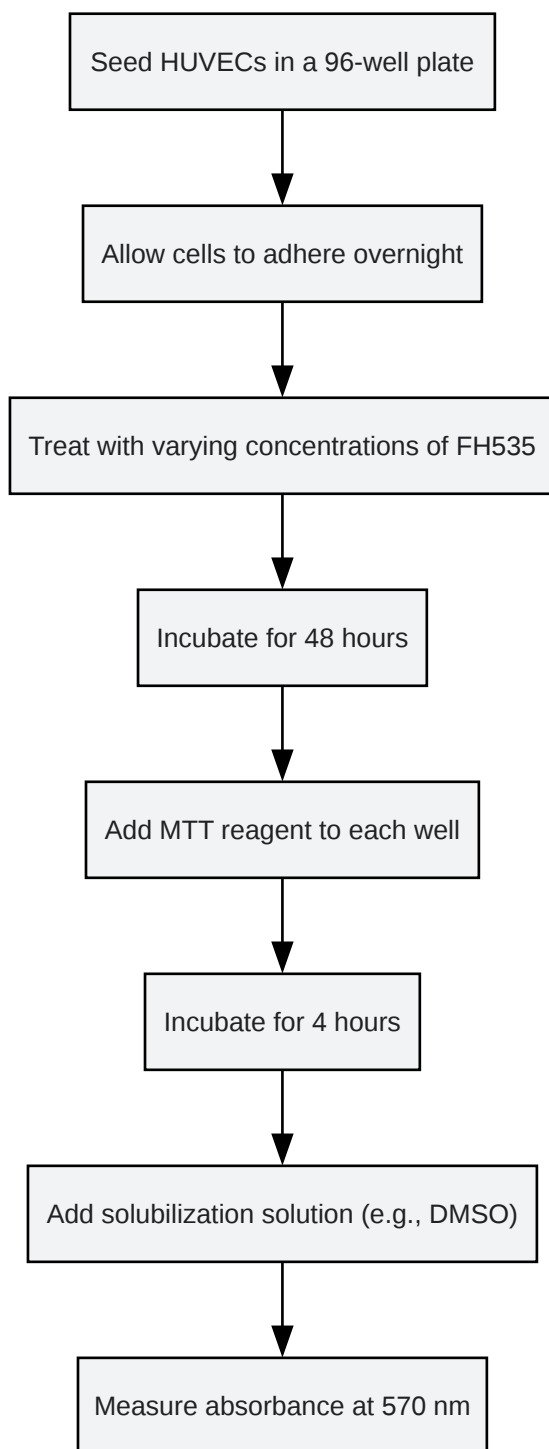 Seed HUVECs in a 96-well plate
Allow cells to adhere overnight
Treat with varying concentrations of FH535
Incubate for 48 hours
Add MTT reagent to each well
Incubate for 4 hours
Add solubilization solution (e.g., DMSO)
Measure absorbance at 570 nm